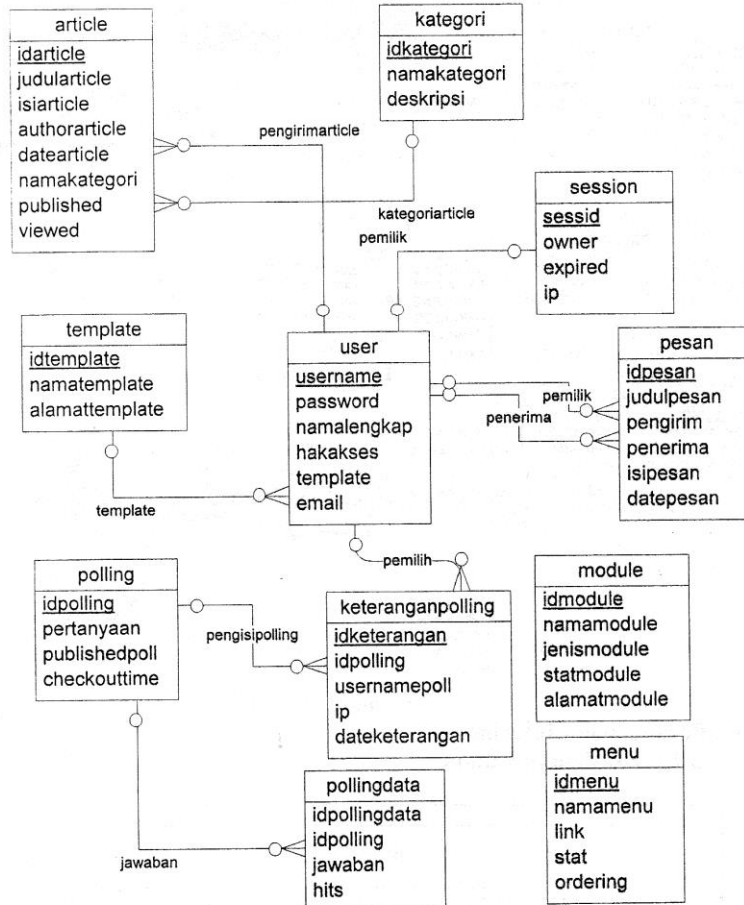 article
idarticle
judularticle
isiarticle
authorarticle
datearticle
namakategori
published
viewed
kategori
idkategori
namakategori
deskripsi
pengirimarticle
kategoriarticle
pemilik
session
sessid
owner
expired
ip
template
idtemplate
namatemplate
alamattemplate
template
user
username
password
namalengkap
hakakses
template
email
pemilik
penerima
pesan
idpesan
judulpesan
pengirim
penerima
isipesan
datepesan
pemilih
polling
idpolling
pertanyaan
publishedpoll
checkouttime
pengisipolling
keteranganpolling
idketerangan
idpolling
usernamepoll
ip
dateketerangan
module
idmodule
namamodule
jenismodule
statmodule
alamatmodule
jawaban
pollingdata
idpollingdata
idpolling
jawaban
hits
menu
idmenu
namamenu
link
stat
ordering